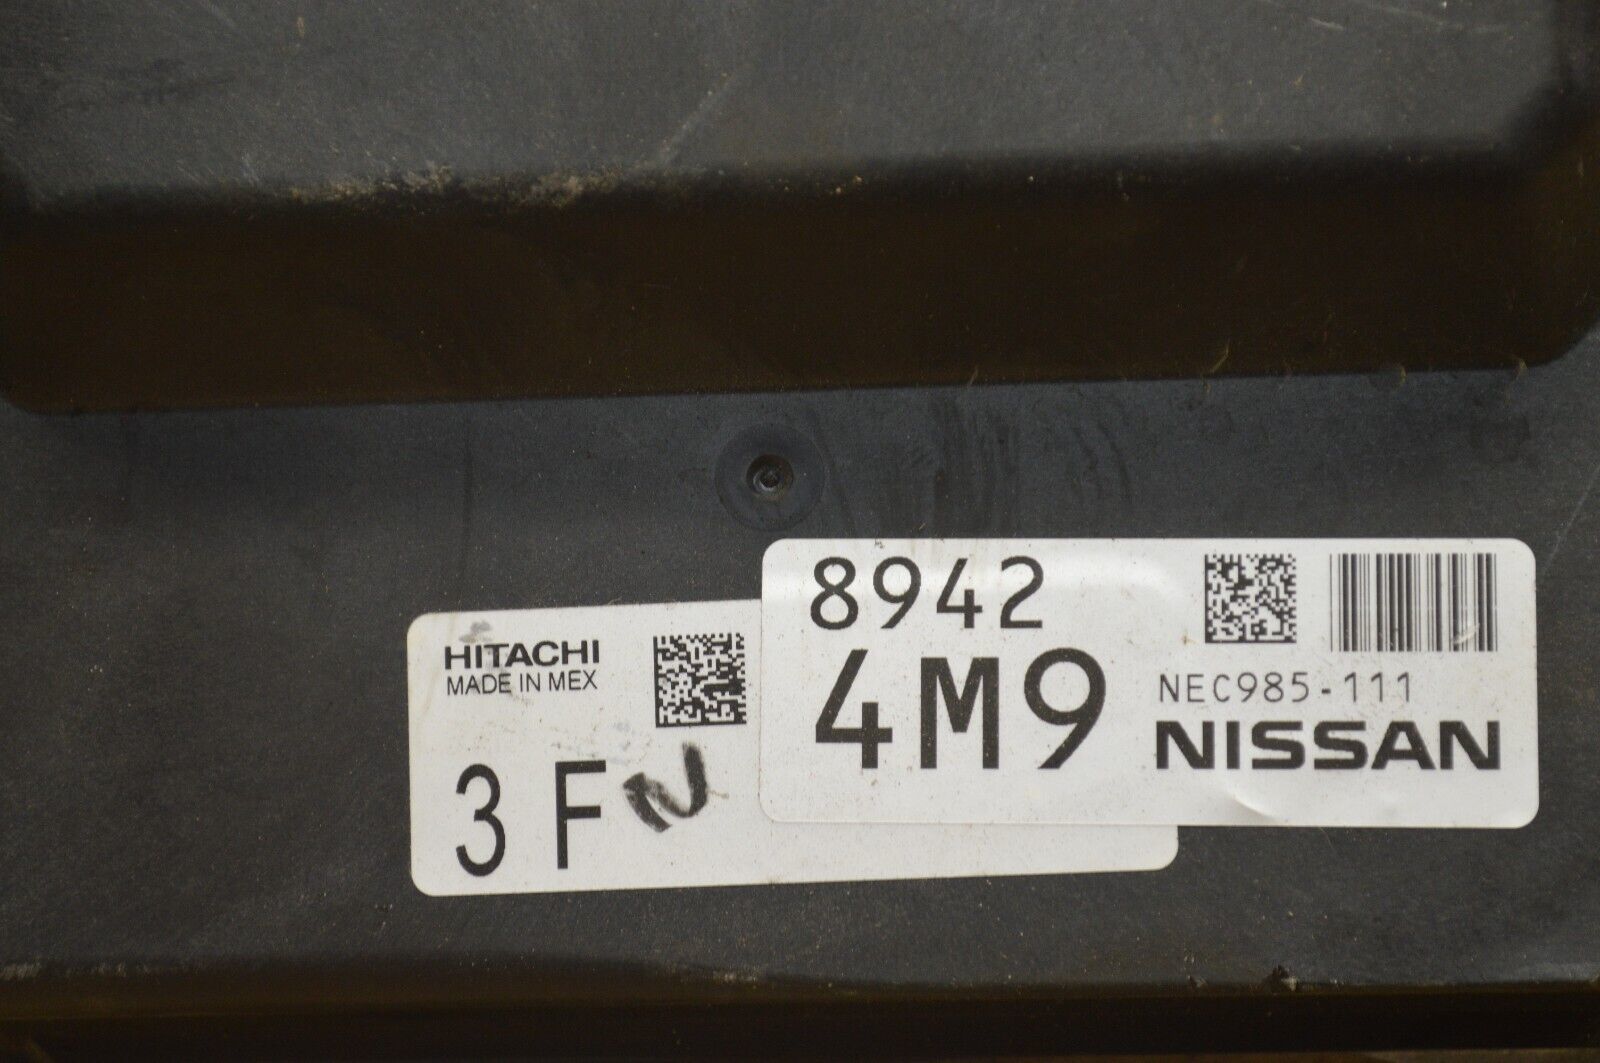 HITACHI
MADE IN MEX
3 F N
8942
4M9
NEC985-111
NISSAN